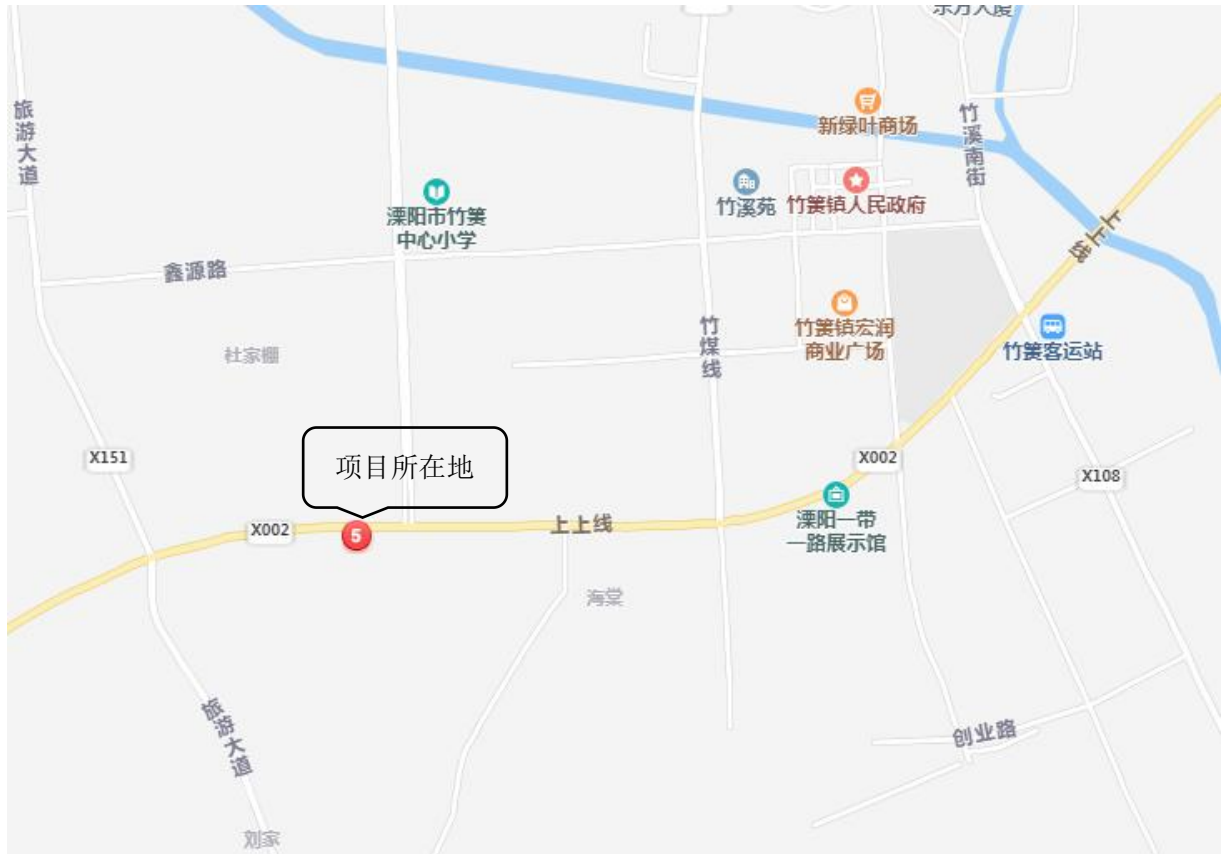 东方大厦
旅游大道
新绿叶商场
竹溪南街
溧阳市竹箦
中心小学
竹溪苑
竹箦镇人民政府
上上线
鑫源路
竹箦镇宏润
商业广场
竹煤线
竹箦客运站
杜家棚
X151
项目所在地
X002
X108
X002
5
上上线
溧阳一带
一路展示馆
海棠
旅游大道
创业路
刘家